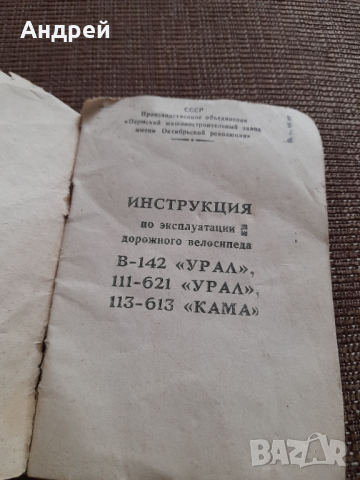 Андрей
СССР
Производственное объединение
«Пермский машиностроительный завод
имени Октябрьской революции»
ИНСТРУКЦИЯ
по эксплуатации
дорожного велосипеда
В-142 «УРАЛ»,
111-621 «УРАЛ»,
113-613 «КАМА»
BAZAR